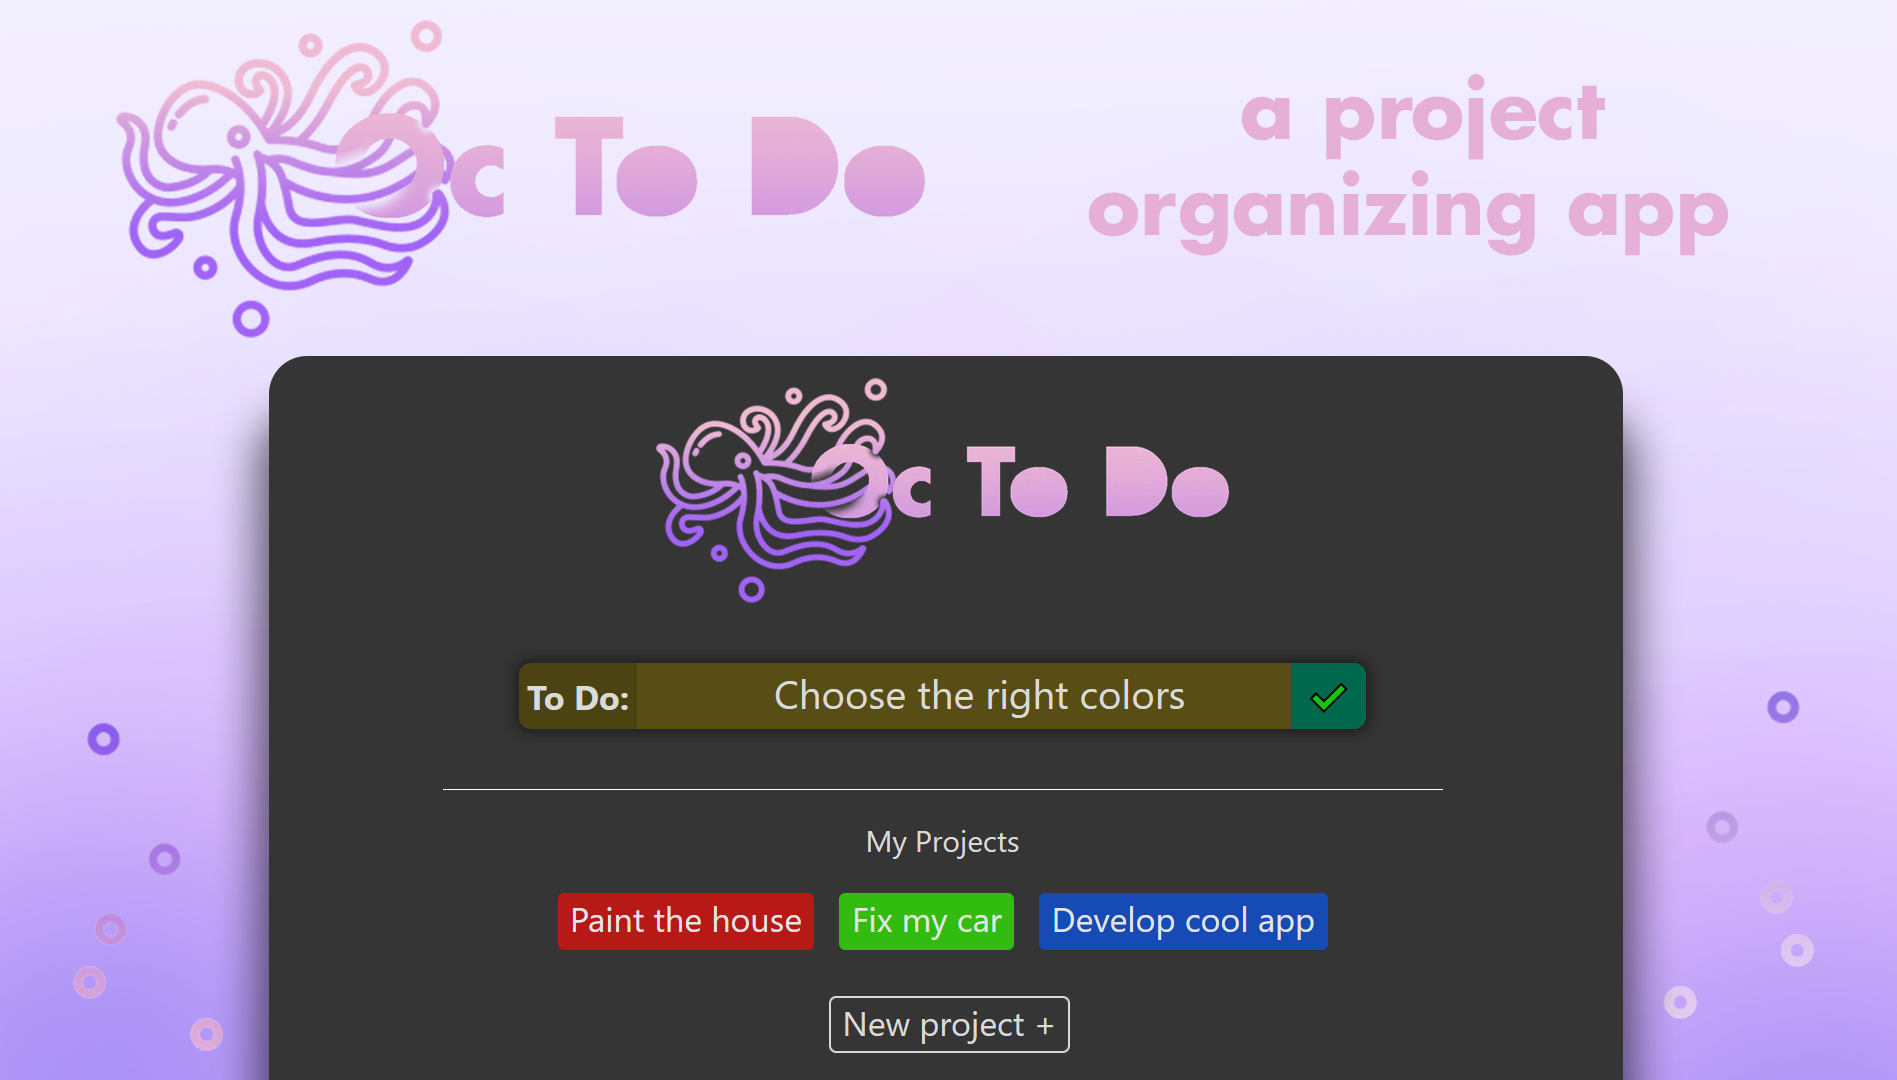 Oc To Do
a project
organizing app
Oc To Do
To Do: Choose the right colors
My Projects
Paint the house Fix my car Develop cool app
New project +